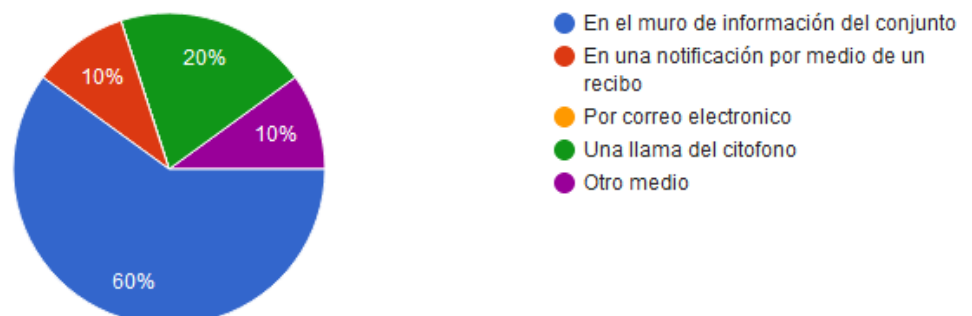 20%
10%
10%
60%
En el muro de información del conjunto
En una notificación por medio de un
recibo
Por correo electronico
Una llama del citofono
Otro medio